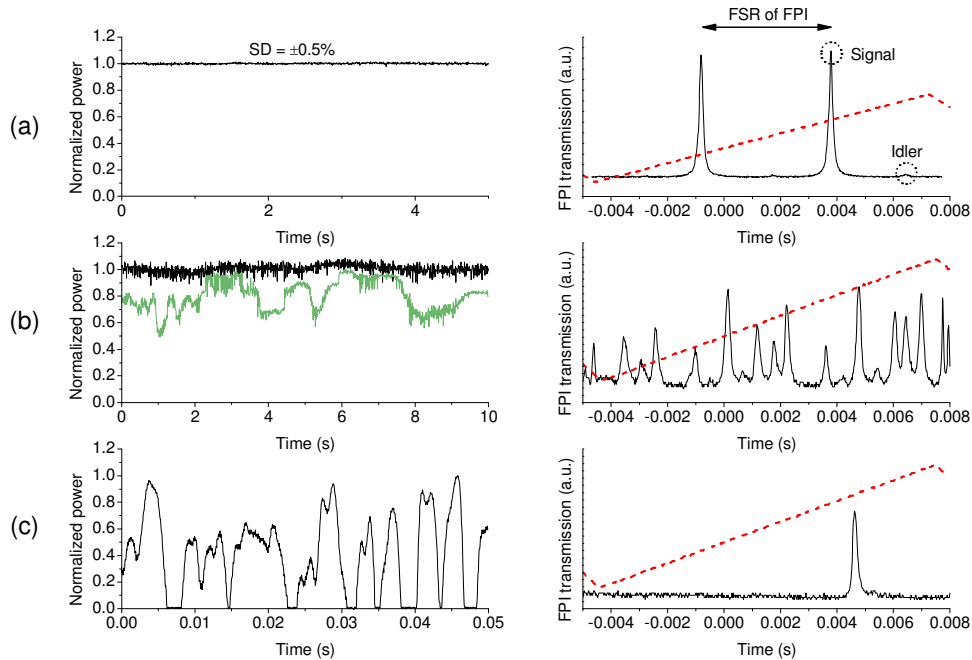 (a)
Normalized power
1.2
1.0
0.8
0.6
0.4
0.2
0.0
SD = ±0.5%
0 2 4
Time (s)
FSR of FPI
Signal
Idler
FPI transmission (a.u.)
-0.004 -0.002 0.000 0.002 0.004 0.006 0.008
Time (s)
(b)
Normalized power
1.2
1.0
0.8
0.6
0.4
0.2
0.0
0 2 4 6 8 10
Time (s)
FPI transmission (a.u.)
-0.004 -0.002 0.000 0.002 0.004 0.006 0.008
Time (s)
(c)
Normalized power
1.2
1.0
0.8
0.6
0.4
0.2
0.0
0.00 0.01 0.02 0.03 0.04 0.05
Time (s)
FPI transmission (a.u.)
-0.004 -0.002 0.000 0.002 0.004 0.006 0.008
Time (s)